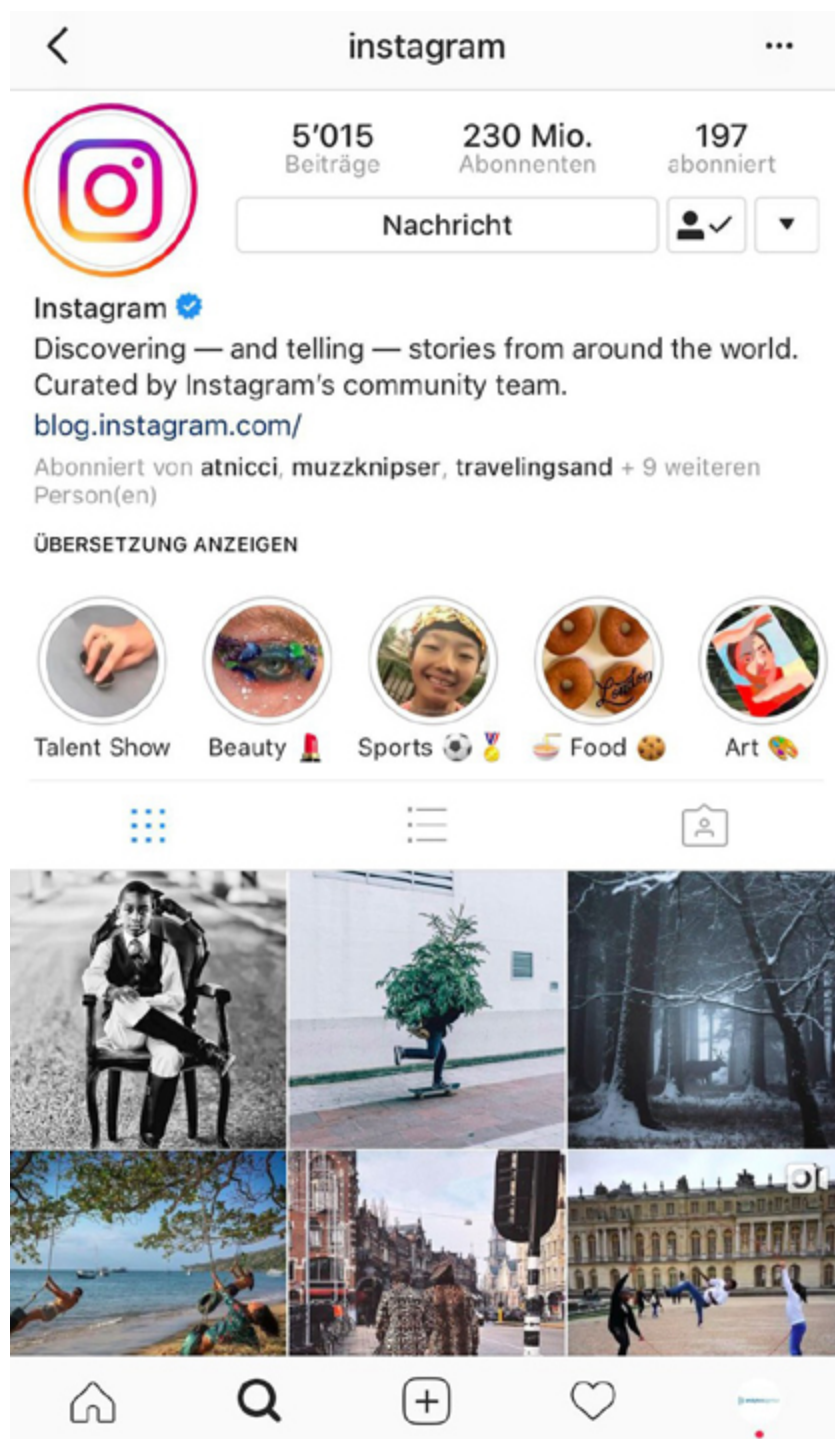 instagram
5’015 230 Mio. 197
Beiträge Abonnenten abonniert
Nachricht
Instagram
Discovering — and telling — stories from around the world.
Curated by Instagram's community team.
blog.instagram.com/
Abonniert von atnicci, muzzknipser, travelingsand + 9 weiteren
Person(en)
ÜBERSETZUNG ANZEIGEN
London
Talent Show Beauty Sports Food Art